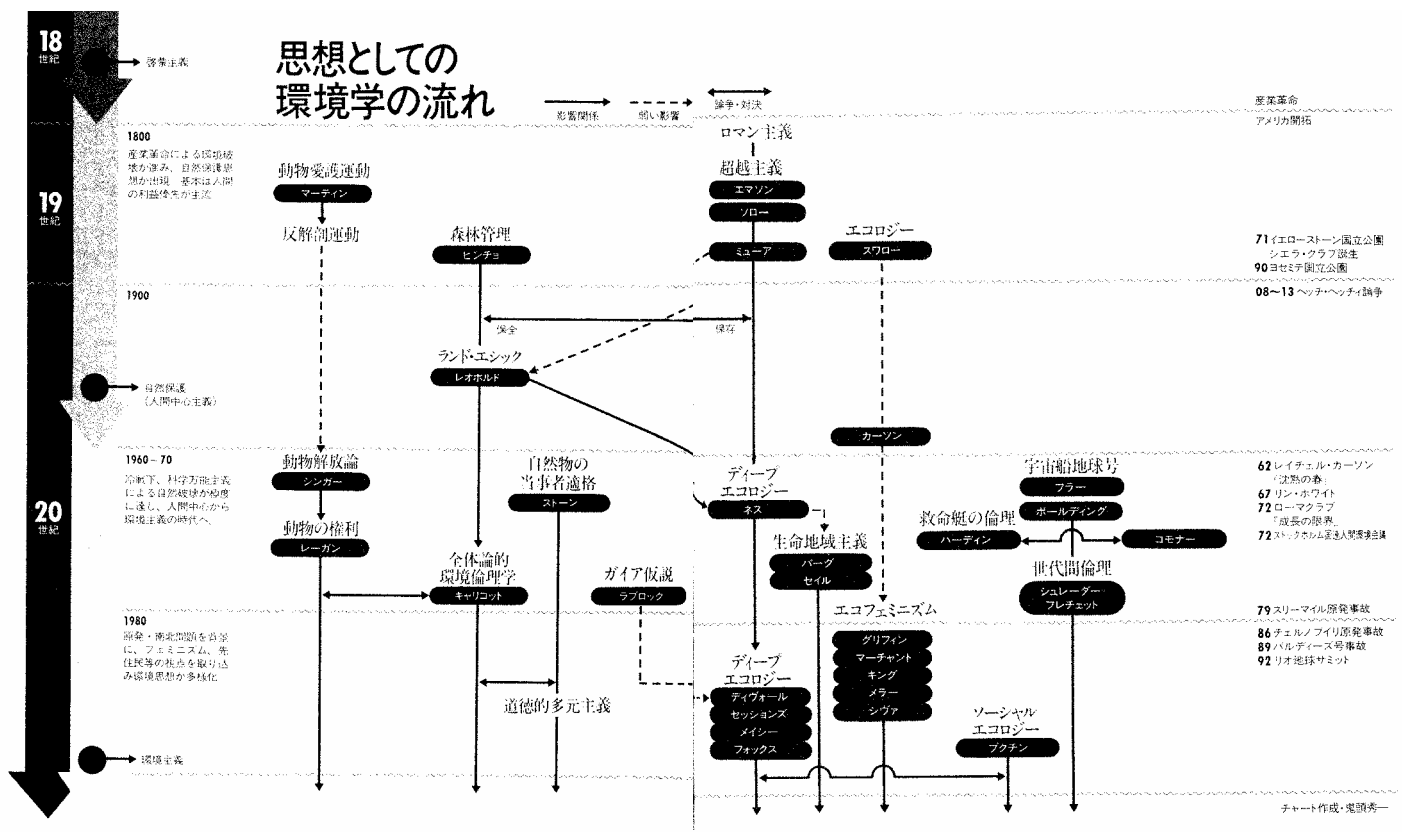 思想としての
環境学の流れ
影響関係
弱い影響
論争・対決
18
世紀
啓蒙主義
産業革命
アメリカ開拓
19
世紀
1800
産業革命による環境破
壊が進み、自然保護思
想が出現 基本は人間
の利益優先が主流
動物愛護運動
マーティン
反解剖運動
森林管理
ピンチョ
ロマン主義
超越主義
エマソン
ソロー
ミューア
エコロジー
スワロー
71イエローストーン国立公園
シエラ・クラブ誕生
90ヨセミテ国立公園
1900
08〜13 ヘッチ・ヘッチィ論争
保全
保存
ランド・エシック
レオポルド
自然保護
(人間中心主義)
カーソン
20
世紀
1960-70
冷戦下、科学万能主義
による自然破壊が極度
に達し、人間中心から
環境主義の時代へ。
動物解放論
シンガー
動物の権利
レーガン
自然物の
当事者適格
ストーン
全体論的
環境倫理学
キャリコット
ガイア仮説
ラブロック
ディープ
エコロジー
ネス
生命地域主義
バーグ
セイル
宇宙船地球号
フラー
ボールディング
救命艇の倫理
ハーディン
コモナー
世代間倫理
シュレーダー
フレチェット
62 レイチェル・カーソン
「沈黙の春」
67 リン・ホワイト
72 ローマクラブ
「成長の限界」
72 ストックホルム国連人間環境会議
79 スリーマイル原発事故
1980
原発・南北問題を背景
に、フェミニズム、先
住民等の視点を取り込
み環境思想が多様化
道徳的多元主義
ディープ
エコロジー
ディヴォール
セッションズ
メイシー
フォックス
エコフェミニズム
グリフィン
マーチャント
キング
メラー
シヴァ
ソーシャル
エコロジー
ブクチン
86 チェルノブイリ原発事故
89 バルディーズ号事故
92 リオ地球サミット
環境主義
チャート作成・鬼頭秀一